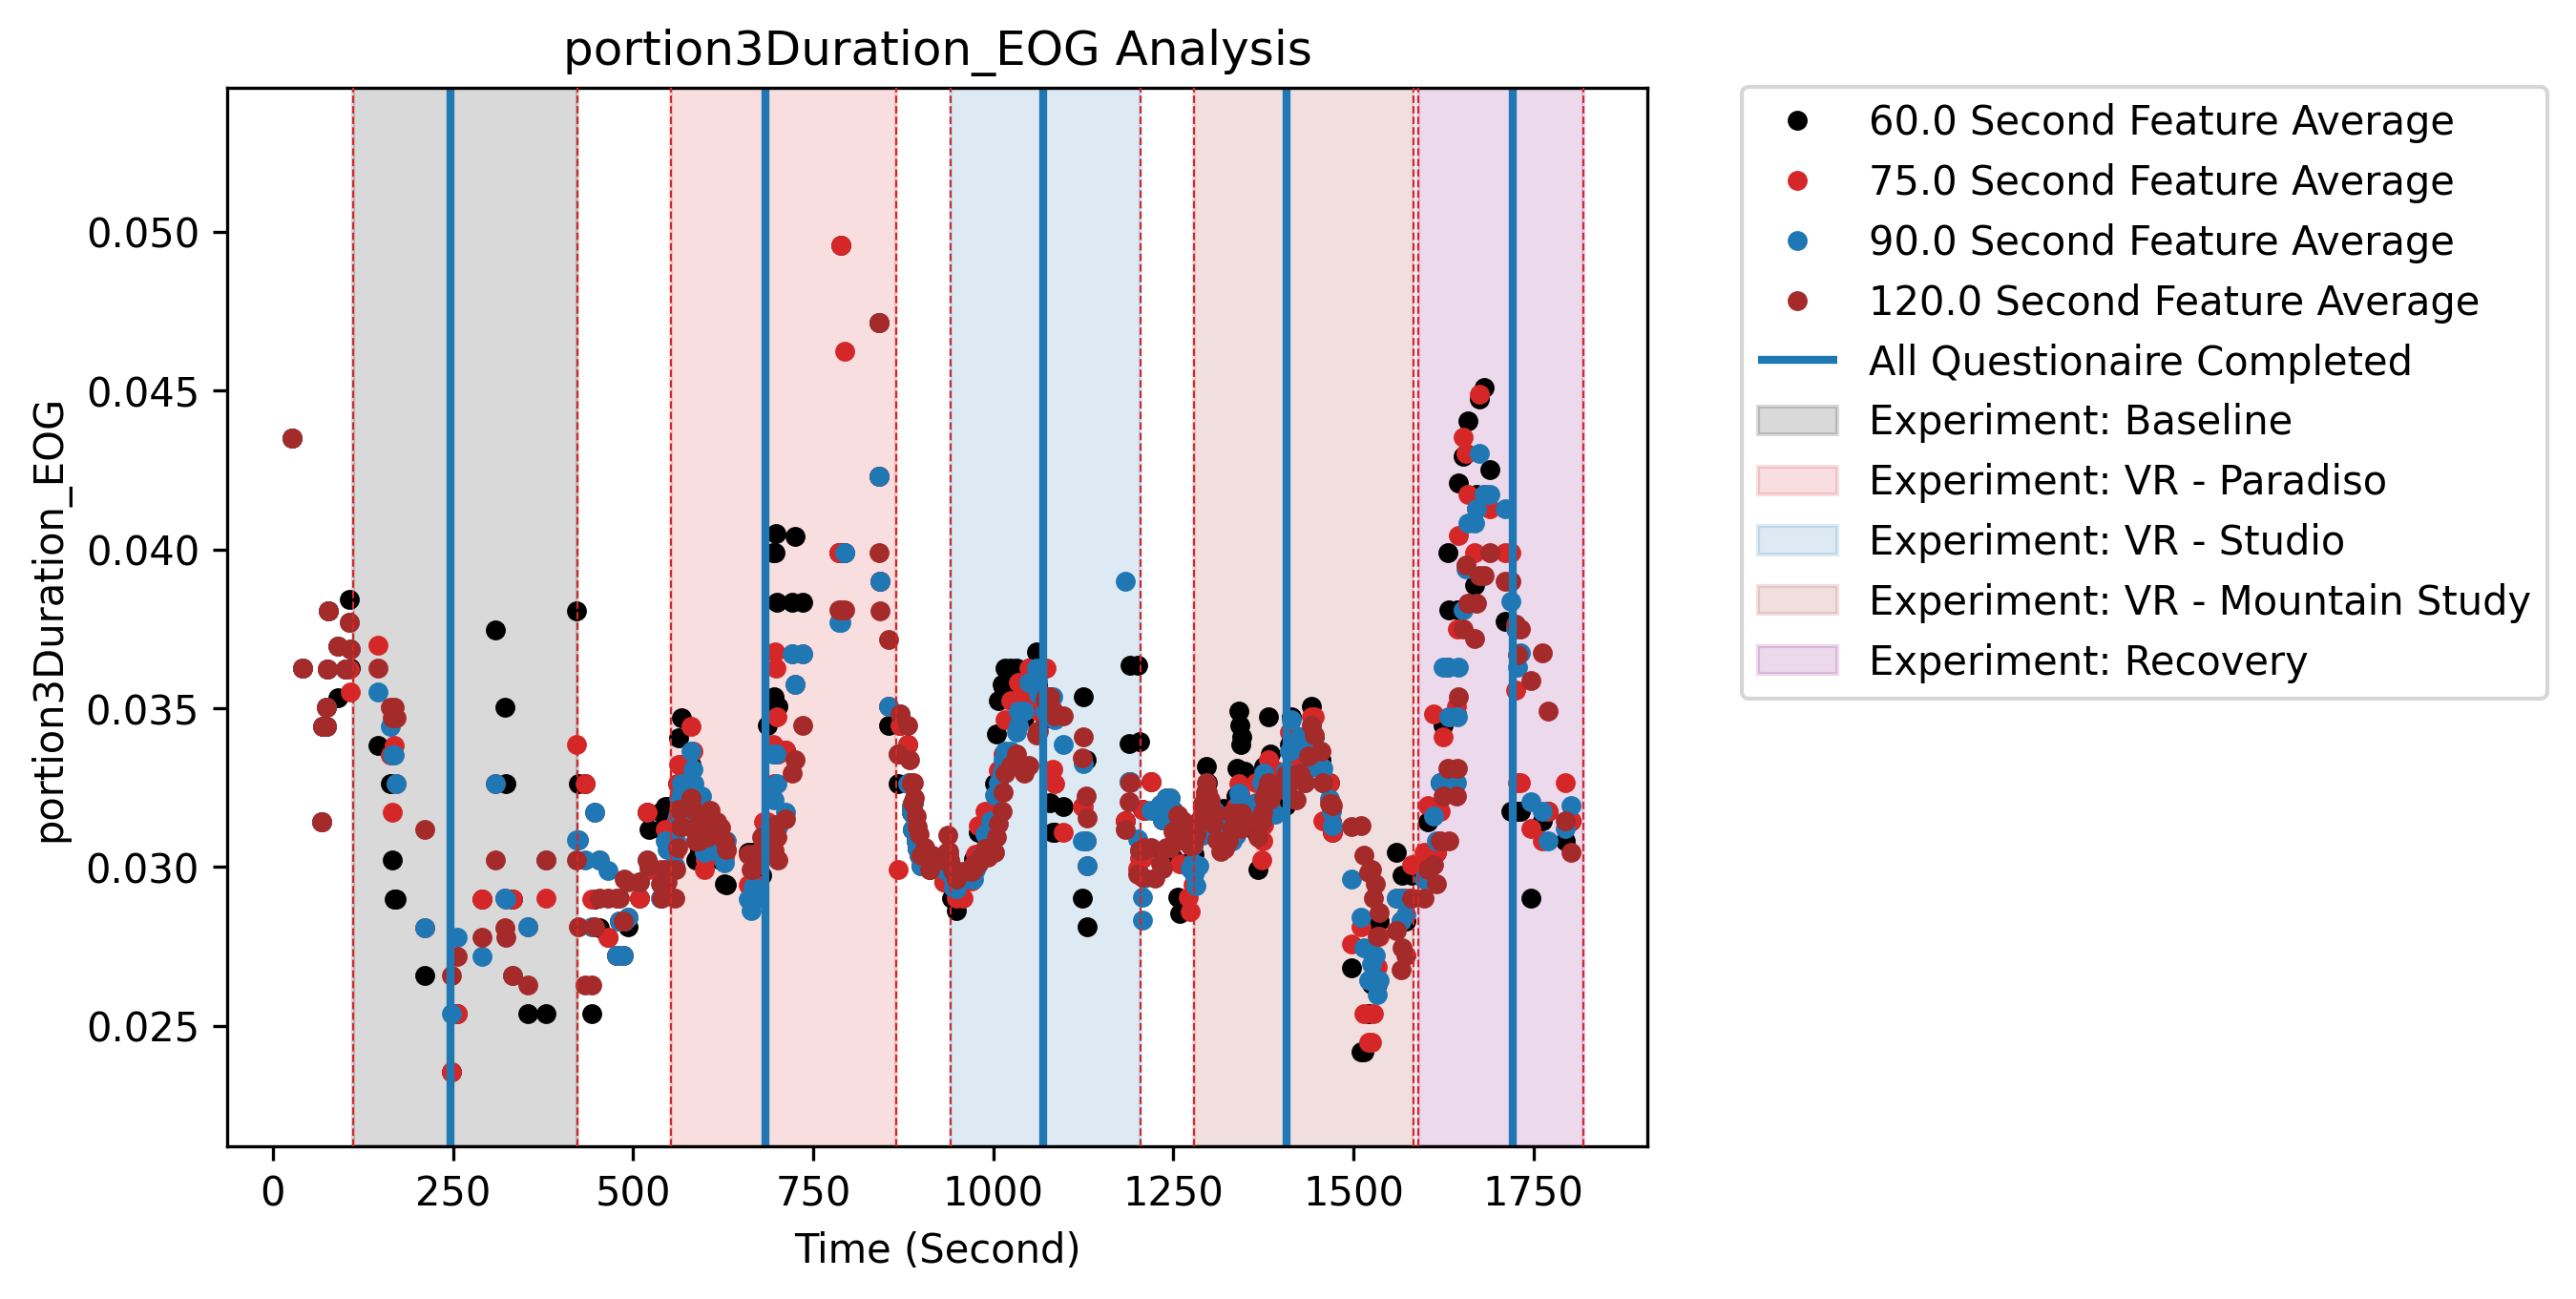 portion3Duration_EOG Analysis
portion3Duration_EOG
0.050
0.045
0.040
0.035
0.030
0.025
0 250 500 750 1000 1250 1500 1750
Time (Second)
60.0 Second Feature Average
75.0 Second Feature Average
90.0 Second Feature Average
120.0 Second Feature Average
All Questionaire Completed
Experiment: Baseline
Experiment: VR - Paradiso
Experiment: VR - Studio
Experiment: VR - Mountain Study
Experiment: Recovery